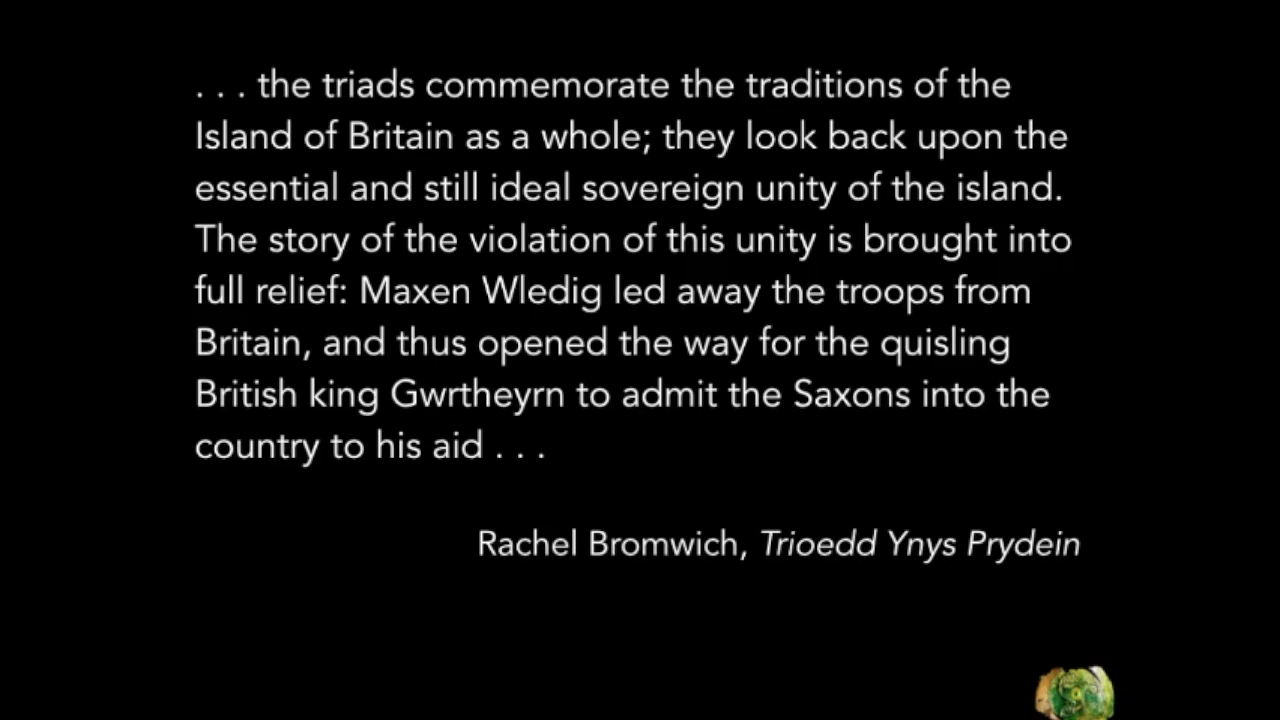 . . . the triads commemorate the traditions of the
Island of Britain as a whole; they look back upon the
essential and still ideal sovereign unity of the island.
The story of the violation of this unity is brought into
full relief: Maxen Wledig led away the troops from
Britain, and thus opened the way for the quisling
British king Gwrtheyrn to admit the Saxons into the
country to his aid . . .
Rachel Bromwich, Trioedd Ynys Prydein